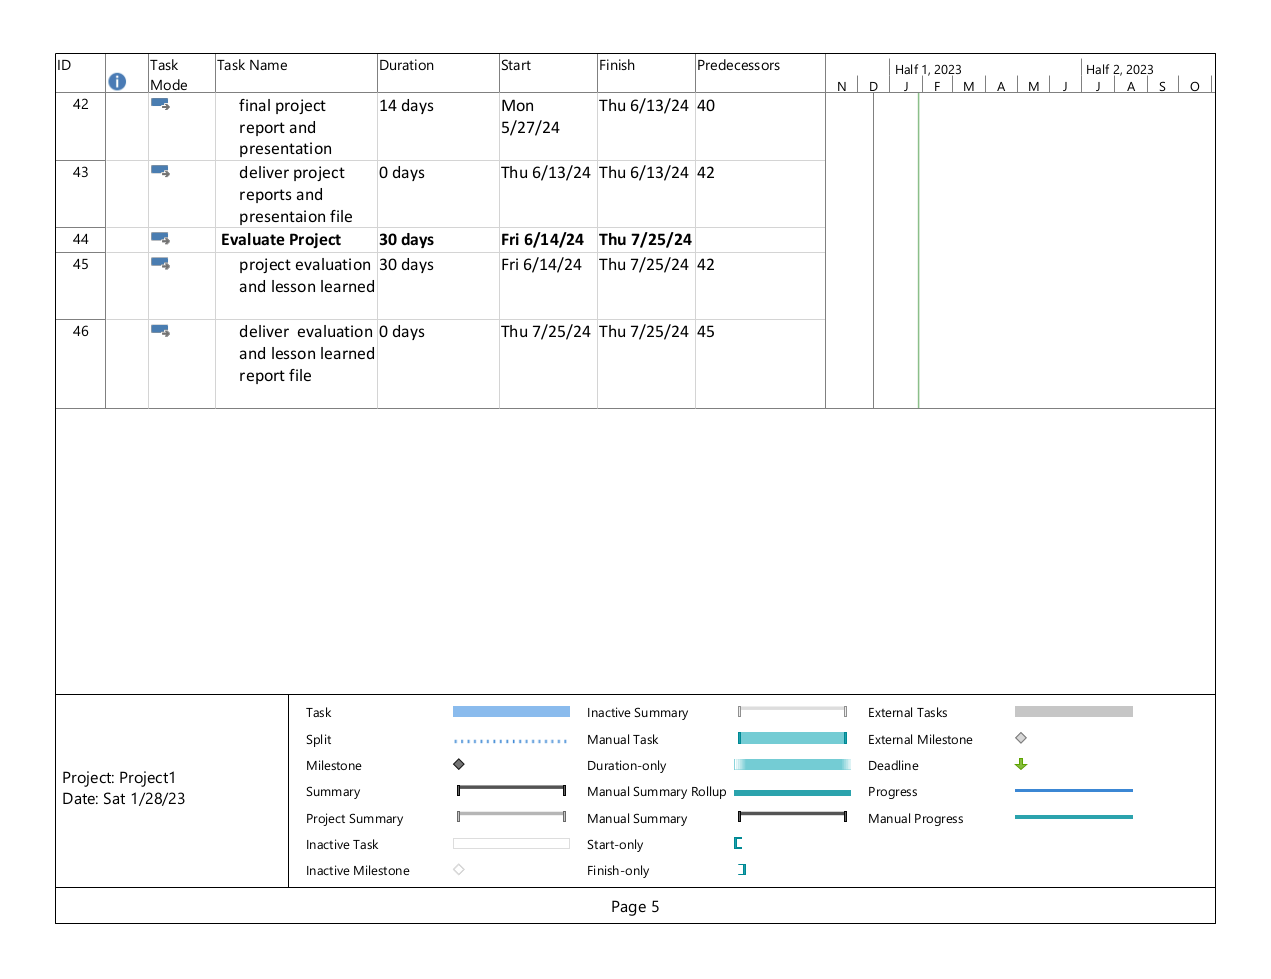 ID Task Mode Task Name Duration Start Finish Predecessors
Half 1, 2023 Half 2, 2023
N D J F M A M J J A S O
42 final project 14 days Mon Thu 6/13/24 40
report and 5/27/24
presentation
43 deliver project 0 days Thu 6/13/24 Thu 6/13/24 42
reports and
presentaion file
44 Evaluate Project 30 days Fri 6/14/24 Thu 7/25/24
45 project evaluation 30 days Fri 6/14/24 Thu 7/25/24 42
and lesson learned
46 deliver evaluation 0 days Thu 7/25/24 Thu 7/25/24 45
and lesson learned
report file
Project: Project1
Date: Sat 1/28/23
Task
Split
Milestone
Summary
Project Summary
Inactive Task
Inactive Milestone
Inactive Summary
Manual Task
Duration-only
Manual Summary Rollup
Manual Summary
Start-only
Finish-only
External Tasks
External Milestone
Deadline
Progress
Manual Progress
Page 5